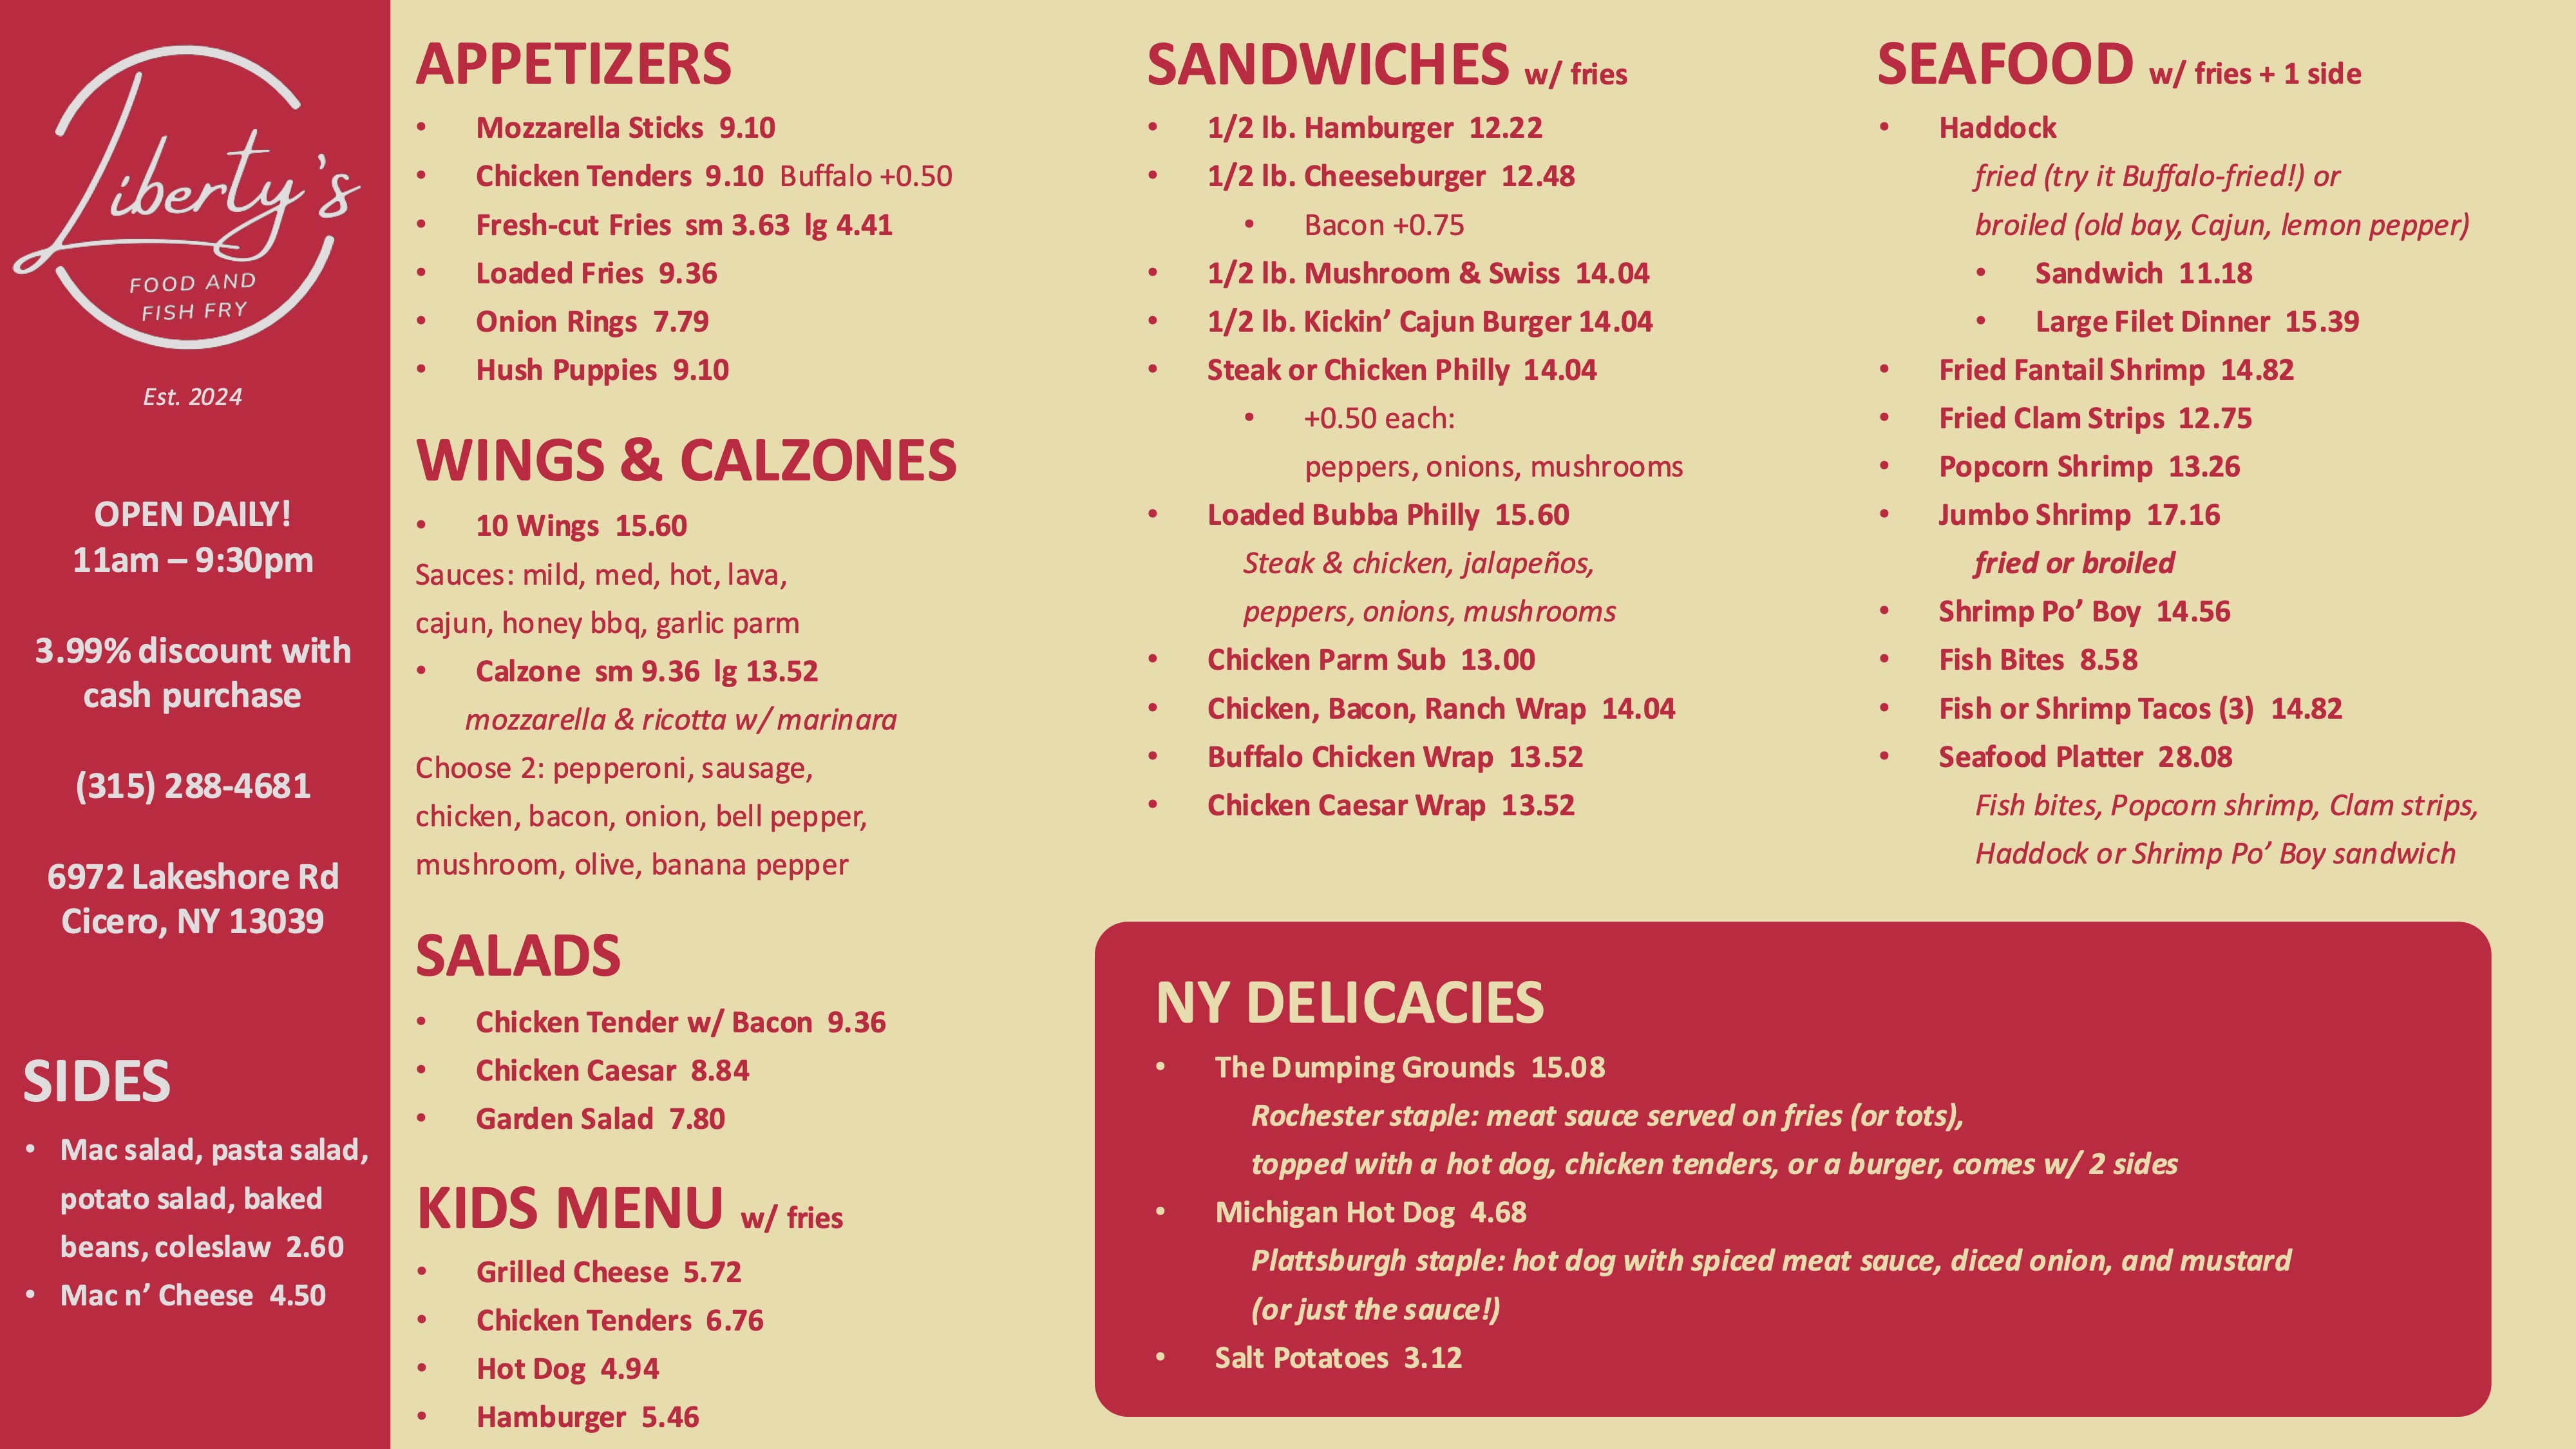 Liberty's
FOOD AND
FISH FRY
Est. 2024
OPEN DAILY!
11am – 9:30pm
3.99% discount with
cash purchase
(315) 288-4681
6972 Lakeshore Rd
Cicero, NY 13039
SIDES
• Mac salad, pasta salad,
potato salad, baked
beans, coleslaw 2.60
• Mac n’ Cheese 4.50
APPETIZERS
• Mozzarella Sticks 9.10
• Chicken Tenders 9.10 Buffalo +0.50
• Fresh-cut Fries sm 3.63 lg 4.41
• Loaded Fries 9.36
• Onion Rings 7.79
• Hush Puppies 9.10
WINGS & CALZONES
• 10 Wings 15.60
Sauces: mild, med, hot, lava,
cajun, honey bbq, garlic parm
• Calzone sm 9.36 lg 13.52
mozzarella & ricotta w/ marinara
Choose 2: pepperoni, sausage,
chicken, bacon, onion, bell pepper,
mushroom, olive, banana pepper
SALADS
• Chicken Tender w/ Bacon 9.36
• Chicken Caesar 8.84
• Garden Salad 7.80
KIDS MENU w/ fries
• Grilled Cheese 5.72
• Chicken Tenders 6.76
• Hot Dog 4.94
• Hamburger 5.46
SANDWICHES w/ fries
• 1/2 lb. Hamburger 12.22
• 1/2 lb. Cheeseburger 12.48
• Bacon +0.75
• 1/2 lb. Mushroom & Swiss 14.04
• 1/2 lb. Kickin’ Cajun Burger 14.04
• Steak or Chicken Philly 14.04
• +0.50 each:
peppers, onions, mushrooms
• Loaded Bubba Philly 15.60
Steak & chicken, jalapeños,
peppers, onions, mushrooms
• Chicken Parm Sub 13.00
• Chicken, Bacon, Ranch Wrap 14.04
• Buffalo Chicken Wrap 13.52
• Chicken Caesar Wrap 13.52
SEAFOOD w/ fries + 1 side
• Haddock
fried (try it Buffalo-fried!) or
broiled (old bay, Cajun, lemon pepper)
• Sandwich 11.18
• Large Filet Dinner 15.39
• Fried Fantail Shrimp 14.82
• Fried Clam Strips 12.75
• Popcorn Shrimp 13.26
• Jumbo Shrimp 17.16
fried or broiled
• Shrimp Po’ Boy 14.56
• Fish Bites 8.58
• Fish or Shrimp Tacos (3) 14.82
• Seafood Platter 28.08
Fish bites, Popcorn shrimp, Clam strips,
Haddock or Shrimp Po’ Boy sandwich
NY DELICACIES
• The Dumping Grounds 15.08
Rochester staple: meat sauce served on fries (or tots),
topped with a hot dog, chicken tenders, or a burger, comes w/ 2 sides
• Michigan Hot Dog 4.68
Plattsburgh staple: hot dog with spiced meat sauce, diced onion, and mustard
(or just the sauce!)
• Salt Potatoes 3.12